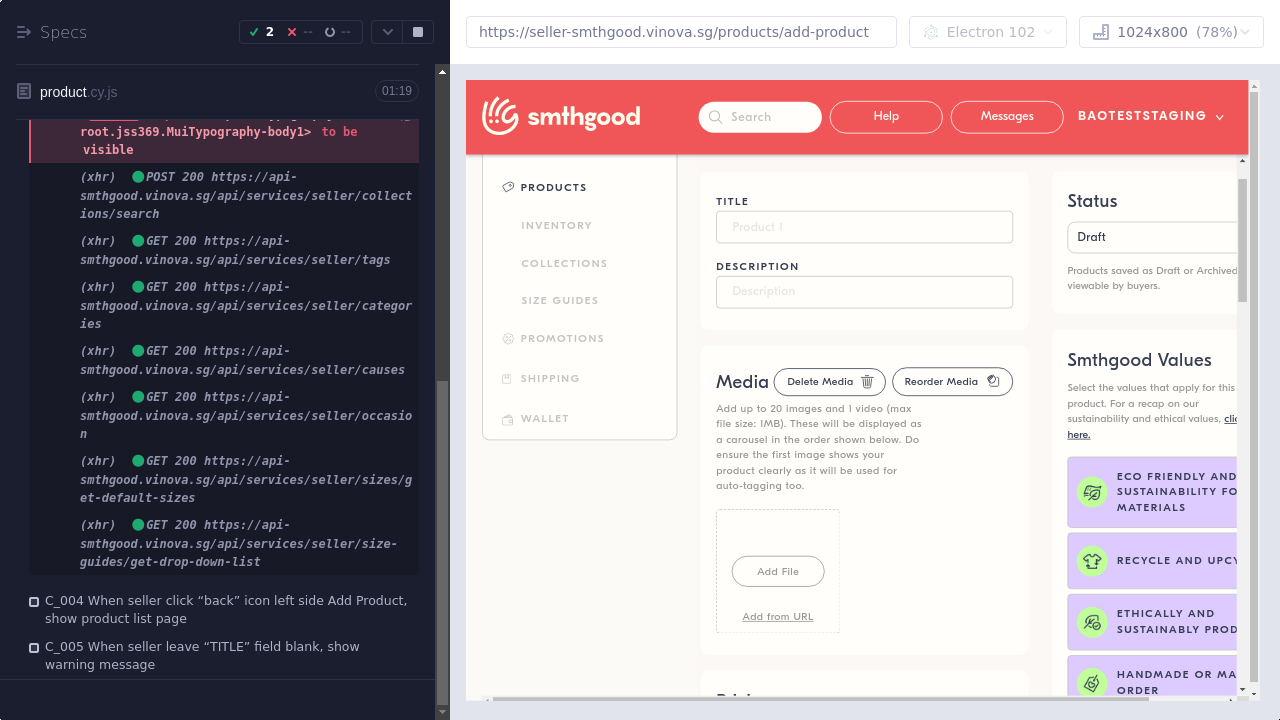 Specs
2
--
--
https://seller-smthgood.vinova.sg/products/add-product
Electron 102
1024x800 (78%)
product.cy.js
01:19
root.jss369.MuiTypography-body1> to be
visible
(xhr) POST 200 https://api-
smthgood.vinova.sg/api/services/seller/collect
ions/search
(xhr) GET 200 https://api-
smthgood.vinova.sg/api/services/seller/tags
(xhr) GET 200 https://api-
smthgood.vinova.sg/api/services/seller/categor
ies
(xhr) GET 200 https://api-
smthgood.vinova.sg/api/services/seller/causes
(xhr) GET 200 https://api-
smthgood.vinova.sg/api/services/seller/occasio
n
(xhr) GET 200 https://api-
smthgood.vinova.sg/api/services/seller/sizes/g
et-default-sizes
(xhr) GET 200 https://api-
smthgood.vinova.sg/api/services/seller/size-
guides/get-drop-down-list
C_004 When seller click “back” icon left side Add Product,
show product list page
C_005 When seller leave “TITLE” field blank, show
warning message
smthgood
Search
Help
Messages
BAOTESTSTAGING
PRODUCTS
INVENTORY
COLLECTIONS
SIZE GUIDES
PROMOTIONS
SHIPPING
WALLET
TITLE
Product 1
DESCRIPTION
Description
Media
Delete Media
Reorder Media
Add up to 20 images and 1 video (max
file size: 1MB). These will be displayed as
a carousel in the order shown below. Do
ensure the first image shows your
product clearly as it will be used for
auto-tagging too.
Add File
Add from URL
Status
Draft
Products saved as Draft or Archived
viewable by buyers.
Smthgood Values
Select the values that apply for this
product. For a recap on our
sustainability and ethical values, clic
here.
ECO FRIENDLY AND
SUSTAINABILITY FO
MATERIALS
RECYCLE AND UPCY
ETHICALLY AND
SUSTAINABLY PROD
HANDMADE OR MA
ORDER